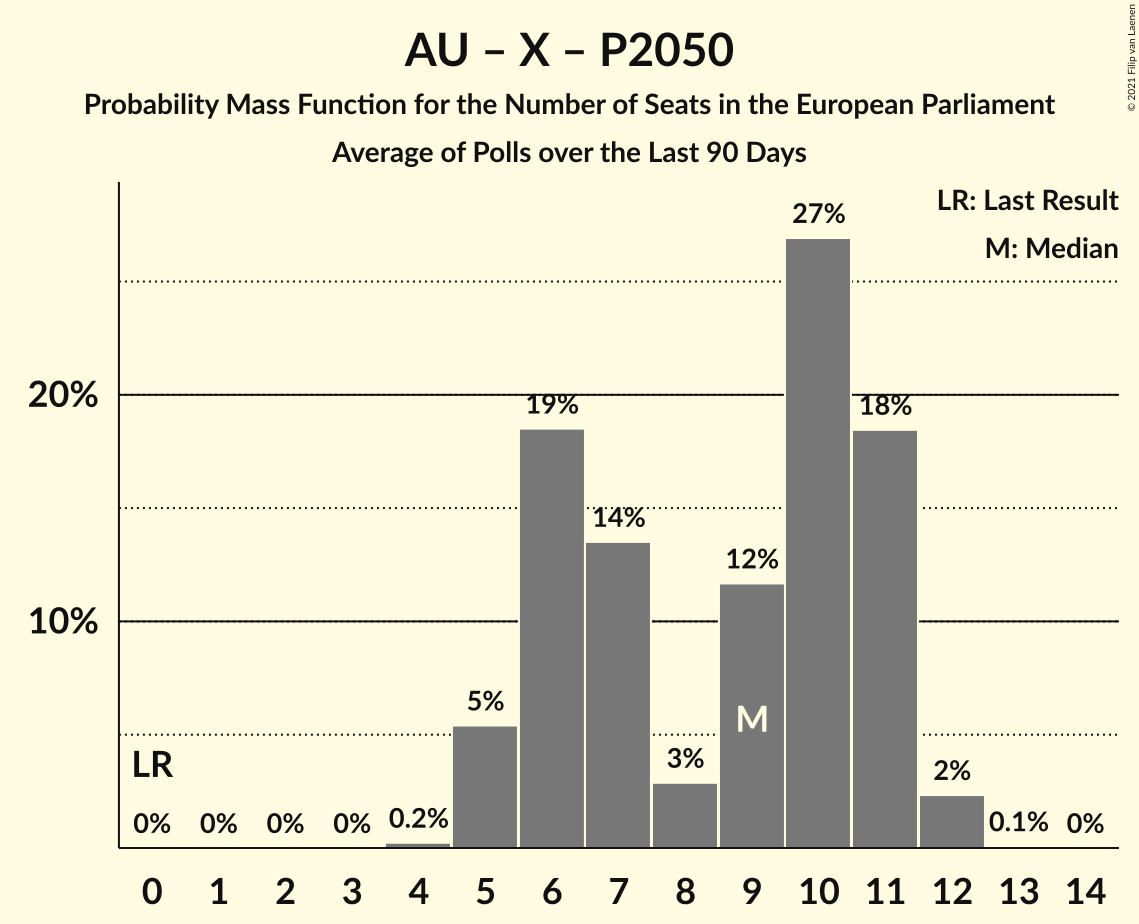 AU – X – P2050
Probability Mass Function for the Number of Seats in the European Parliament
Average of Polls over the Last 90 Days
© 2021 Filip van Laenen
LR: Last Result
M: Median
27%
20%
19%
18%
14%
12%
10%
5%
M
3%
LR
2%
0% 0% 0% 0% 0.2% 0.1% 0%
0 1 2 3 4 5 6 7 8 9 10 11 12 13 14